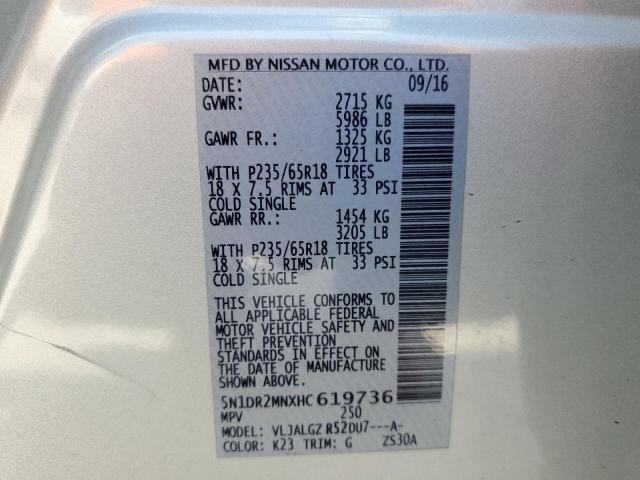 MFD BY NISSAN MOTOR CO., LTD.
DATE: 09/16
GVWR: 2715 KG
5986 LB
GAWR FR.: 1325 KG
2921 LB
WITH P235/65R18 TIRES
18 X 7.5 RIMS AT 33 PSI
COLD SINGLE
GAWR RR.: 1454 KG
3205 LB
WITH P235/65R18 TIRES
18 X 7.5 RIMS AT 33 PSI
COLD SINGLE
THIS VEHICLE CONFORMS TO
ALL APPLICABLE FEDERAL
MOTOR VEHICLE SAFETY AND
THEFT PREVENTION
STANDARDS IN EFFECT ON
THE DATE OF MANUFACTURE
SHOWN ABOVE.
5N1DR2MNXHC619736
MPV 250
MODEL: VLJALGZ R52DU7---A-
COLOR: K23 TRIM: G ZS30A